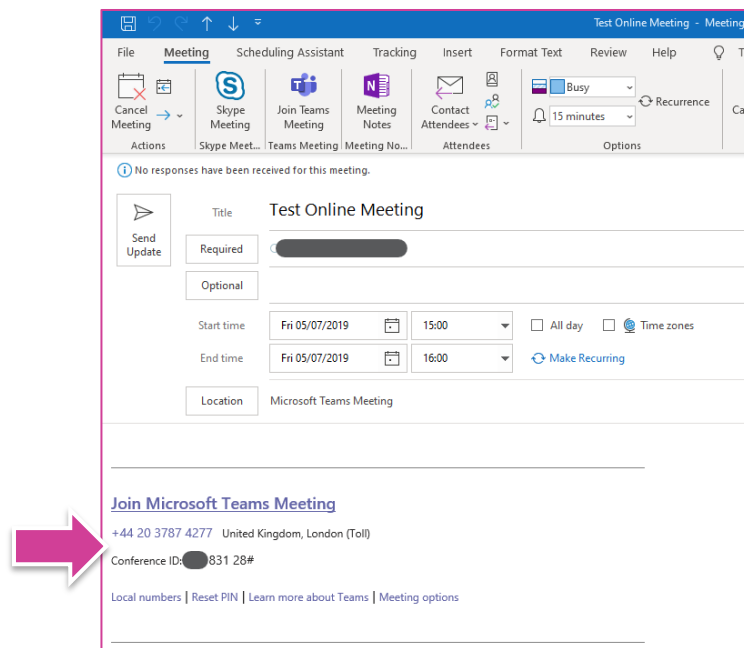 Test Online Meeting - Meeting
File Meeting Scheduling Assistant Tracking Insert Format Text Review Help
Cancel Meeting
Skype Meeting
Join Teams Meeting
Meeting Notes
Contact Attendees
Busy
15 minutes
Recurrence
Actions Skype Meet... Teams Meeting Meeting No... Attendees Options
No responses have been received for this meeting.
Send Update
Title Test Online Meeting
Required
Optional
Start time Fri 05/07/2019 15:00 All day Time zones
End time Fri 05/07/2019 16:00 Make Recurring
Location Microsoft Teams Meeting
Join Microsoft Teams Meeting
+44 20 3787 4277 United Kingdom, London (Toll)
Conference ID: 831 28#
Local numbers | Reset PIN | Learn more about Teams | Meeting options